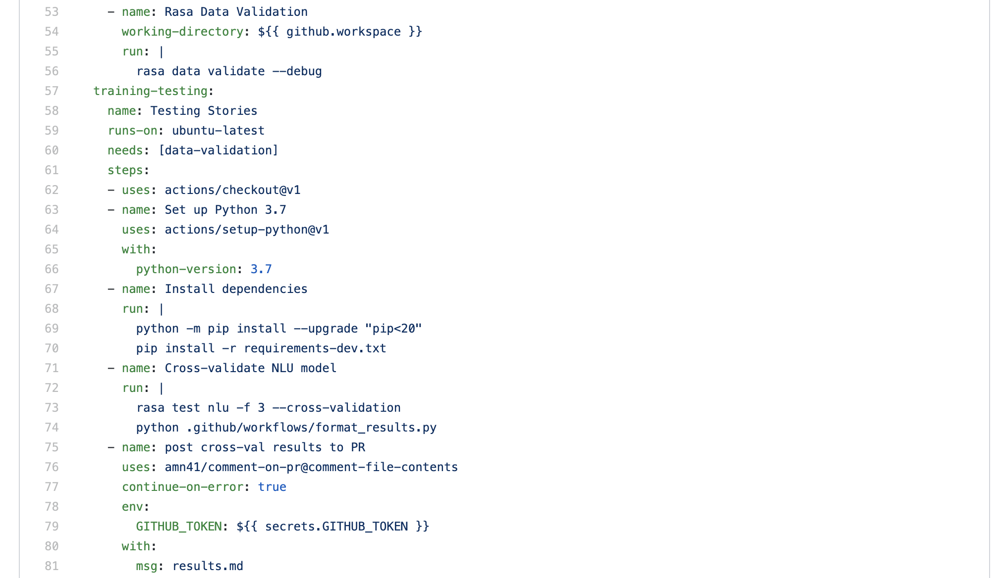 53 - name: Rasa Data Validation
54 working-directory: ${{ github.workspace }}
55 run: |
56 rasa data validate --debug
57 training-testing:
58 name: Testing Stories
59 runs-on: ubuntu-latest
60 needs: [data-validation]
61 steps:
62 - uses: actions/checkout@v1
63 - name: Set up Python 3.7
64 uses: actions/setup-python@v1
65 with:
66 python-version: 3.7
67 - name: Install dependencies
68 run: |
69 python -m pip install --upgrade "pip<20"
70 pip install -r requirements-dev.txt
71 - name: Cross-validate NLU model
72 run: |
73 rasa test nlu -f 3 --cross-validation
74 python .github/workflows/format_results.py
75 - name: post cross-val results to PR
76 uses: amn41/comment-on-pr@comment-file-contents
77 continue-on-error: true
78 env:
79 GITHUB_TOKEN: ${{ secrets.GITHUB_TOKEN }}
80 with:
81 msg: results.md